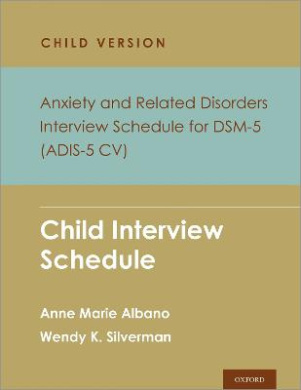 CHILD VERSION
Anxiety and Related Disorders
Interview Schedule for DSM-5
(ADIS-5 CV)
Child Interview
Schedule
Anne Marie Albano
Wendy K. Silverman
OXFORD